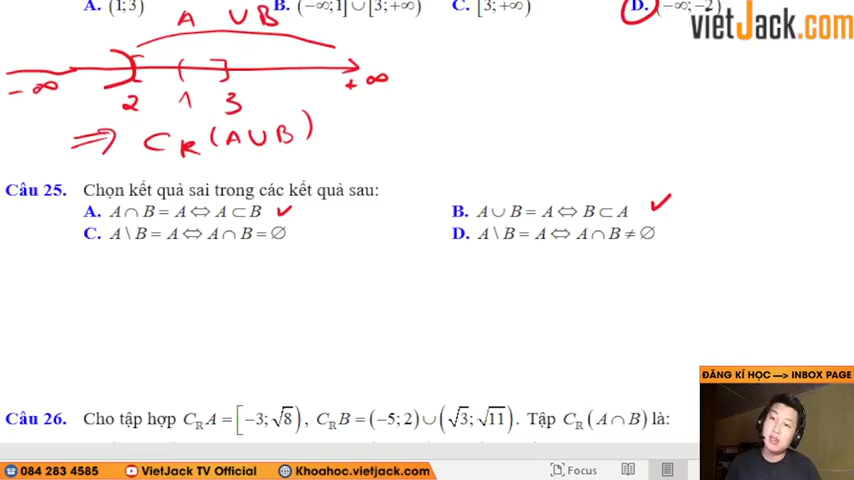 A. (1;3) B. (−∞;1]∪[3;+∞) C. [3;+∞) D. (−∞;−2)
vietJack.com
A ∪ B
−∞ 2 1 3 +∞
⇒ C_R (A∪B)
Câu 25. Chọn kết quả sai trong các kết quả sau:
A. A ∩ B = A ⇔ A ⊂ B ✓ B. A ∪ B = A ⇔ B ⊂ A ✓
C. A \ B = A ⇔ A ∩ B = ∅ D. A \ B = A ⇔ A ∩ B ≠ ∅
ĐĂNG KÍ HỌC —> INBOX PAGE
Câu 26. Cho tập hợp C_ℝ A = [−3; √8), C_ℝ B = (−5; 2) ∪ (√3; √11). Tập C_ℝ (A ∩ B) là:
084 283 4585 VietJack TV Official Khoahoc.vietjack.com Focus